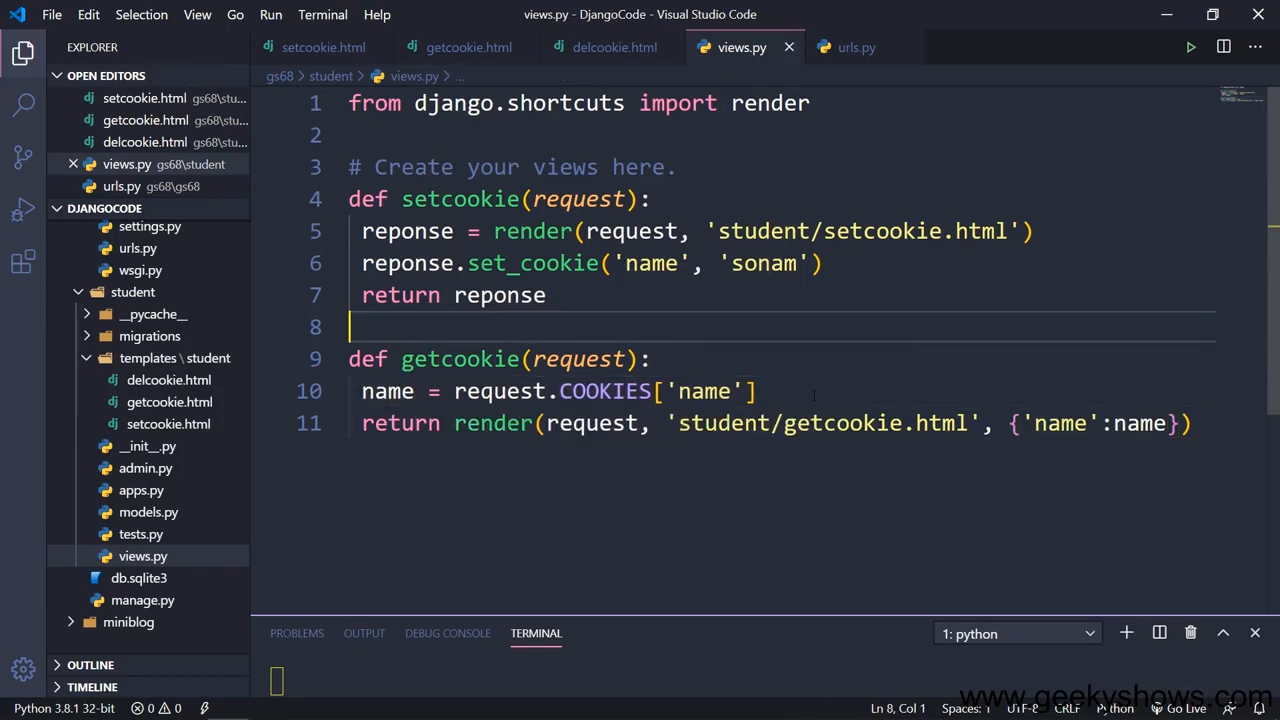 File Edit Selection View Go Run Terminal Help
views.py - DjangoCode - Visual Studio Code
EXPLORER
setcookie.html getcookie.html delcookie.html views.py urls.py
gs68 > student > views.py > ...
OPEN EDITORS
setcookie.html gs68\stu...
getcookie.html gs68\stu...
delcookie.html gs68\stu...
views.py gs68\student
urls.py gs68\gs68
DJANGOCODE
settings.py
urls.py
wsgi.py
student
__pycache__
migrations
templates \ student
delcookie.html
getcookie.html
setcookie.html
__init__.py
admin.py
apps.py
models.py
tests.py
views.py
db.sqlite3
manage.py
miniblog
OUTLINE
TIMELINE
1 from django.shortcuts import render
2
3 # Create your views here.
4 def setcookie(request):
5 reponse = render(request, 'student/setcookie.html')
6 reponse.set_cookie('name', 'sonam')
7 return reponse
8
9 def getcookie(request):
10 name = request.COOKIES['name']
11 return render(request, 'student/getcookie.html', {'name':name})
PROBLEMS OUTPUT DEBUG CONSOLE TERMINAL 1: python
www.geekyshows.com
Python 3.8.1 32-bit 0 0 Ln 8, Col 1 Spaces: 1 UTF-8 CRLF Python Go Live